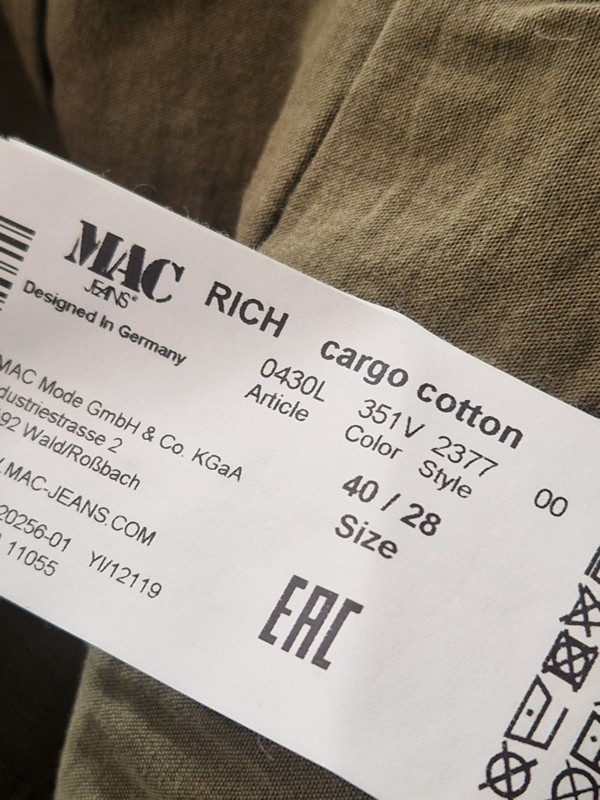 MAC
JEANS®
Designed In Germany
RICH cargo cotton
0430L 351V 2377 00
Article Color Style
40 / 28
Size
MAC Mode GmbH & Co. KGaA
dustriestrasse 2
92 Wald/Roßbach
.MAC-JEANS.COM
20256-01 YI/12119
11055
EAC